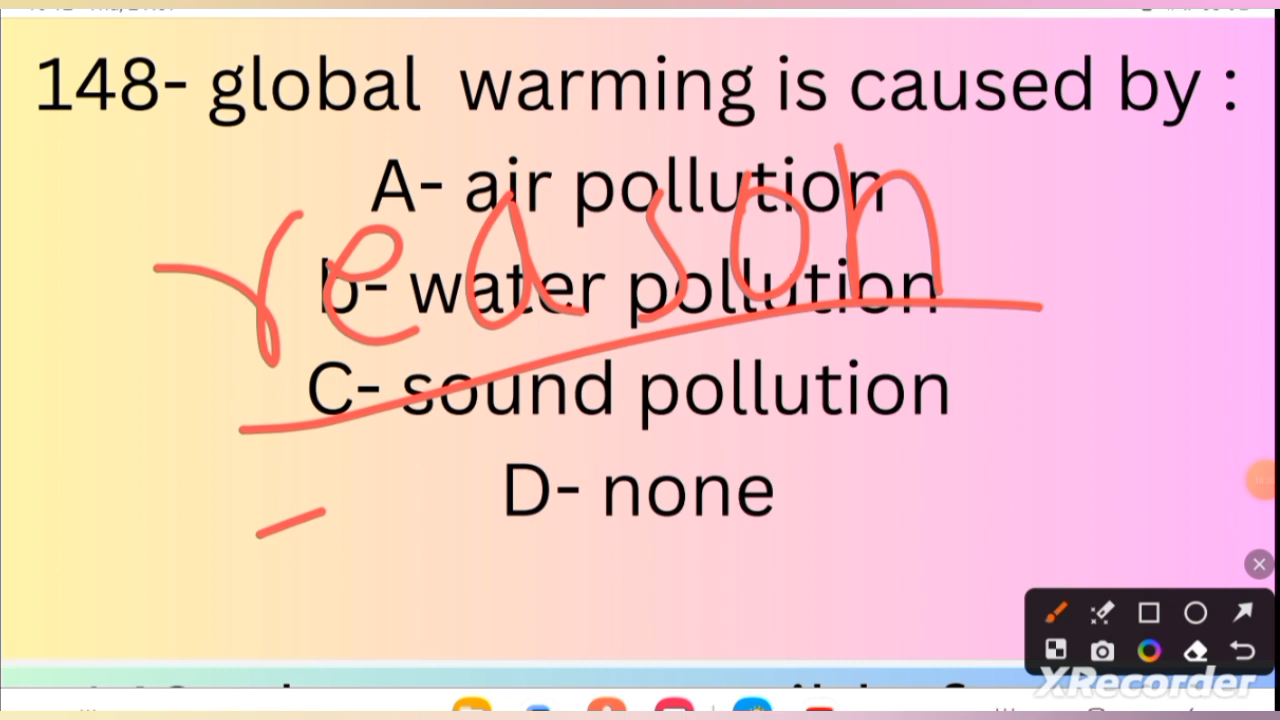 148- global warming is caused by :
A- air pollution
b- water pollution
C- sound pollution
D- none
reason
XRecorder